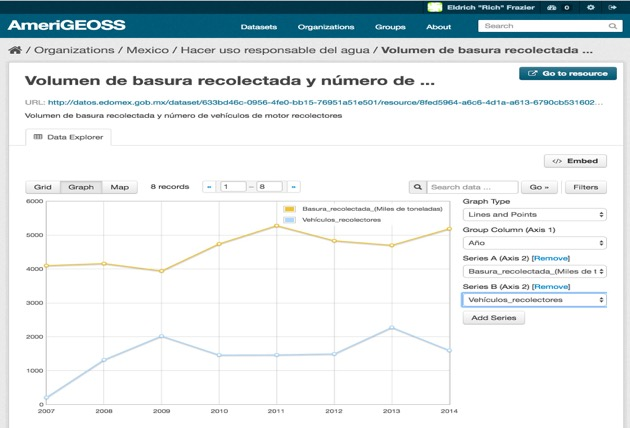 Eldrich "Rich" Frazier 0
AmeriGEOSS Datasets Organizations Groups About Search
/ Organizations / Mexico / Hacer uso responsable del agua / Volumen de basura recolectada ...
Volumen de basura recolectada y número de ...
Go to resource
URL: http://datos.edomex.gob.mx/dataset/633bd46c-0956-4fe0-bb15-76951a51e501/resource/8fed5964-a6c6-4d1a-a613-6790cb531602...
Volumen de basura recolectada y número de vehículos de motor recolectores
Data Explorer
</> Embed
Grid Graph Map 8 records « 1 – 8 » Search data ... Go » Filters
6000
5000
4000
3000
2000
1000
0
2007 2008 2009 2010 2011 2012 2013 2014
Basura_recolectada_(Miles de toneladas)
Vehículos_recolectores
Graph Type
Lines and Points
Group Column (Axis 1)
Año
Series A (Axis 2) [Remove]
Basura_recolectada_(Miles de t
Series B (Axis 2) [Remove]
Vehículos_recolectores
Add Series